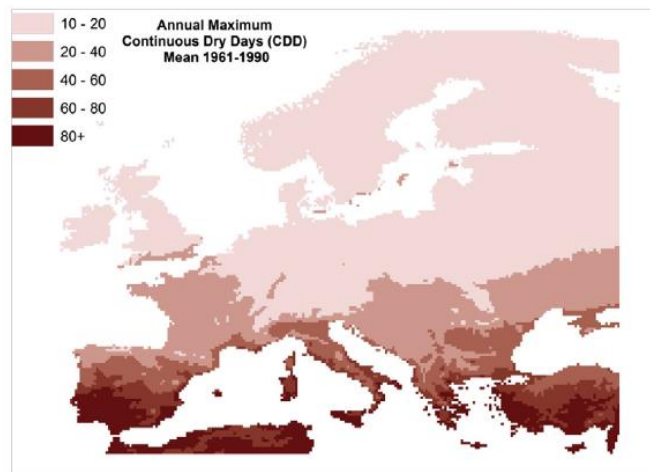 10 - 20
20 - 40
40 - 60
60 - 80
80+
Annual Maximum
Continuous Dry Days (CDD)
Mean 1961-1990